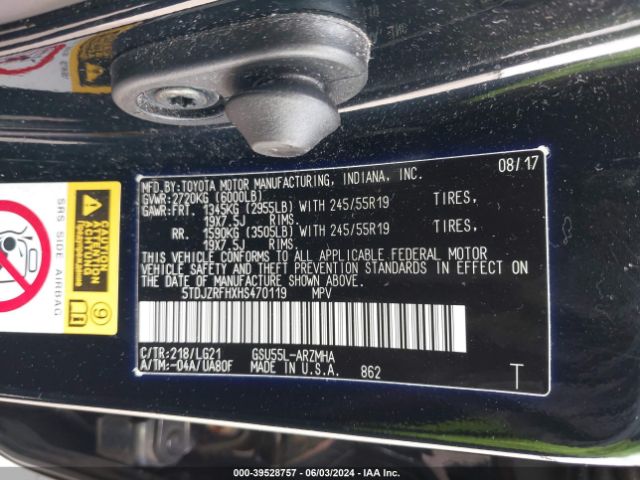 MFD.BY:TOYOTA MOTOR MANUFACTURING, INDIANA, INC. 08/17
GVWR:2720KG (6000LB)
GAWR:FRT. 1345KG (2955LB) WITH 245/55R19 TIRES,
19X7.5J RIMS,
RR. 1590KG (3505LB) WITH 245/55R19 TIRES,
19X7.5J RIMS,
THIS VEHICLE CONFORMS TO ALL APPLICABLE FEDERAL MOTOR
VEHICLE SAFETY AND THEFT PREVENTION STANDARDS IN EFFECT ON
THE DATE OF MANUFACTURE SHOWN ABOVE.
5TDJZRFHXHS470119 MPV
C/TR:218/LG21 GSU55L-ARZMHA
A/TM:-04A/UA80F MADE IN U.S.A. 862 T
SRS SIDE AIRBAG
CAUTION
ATTENTION
ACTUATOR
9
000-39528757 - 06/03/2024 - IAA Inc.